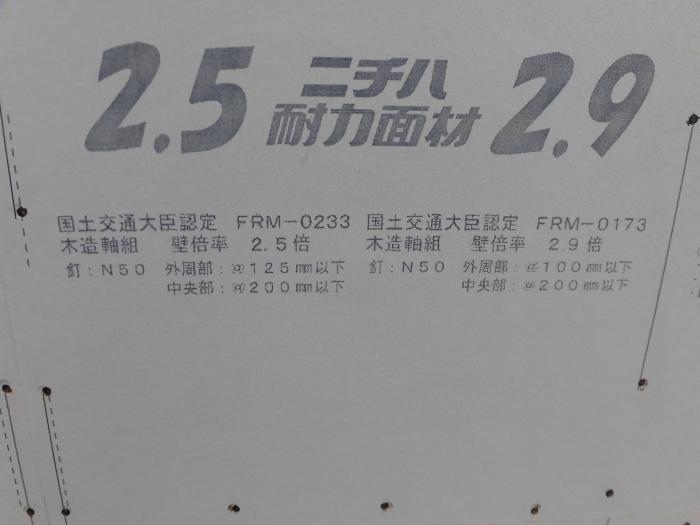 2.5 ニチハ 2.9
耐力面材
国土交通大臣認定 FRM-0233 国土交通大臣認定 FRM-0173
木造軸組 壁倍率 2.5倍 木造軸組 壁倍率 2.9倍
釘:N50 外周部:@125㎜以下 釘:N50 外周部:@100㎜以下
中央部:@200㎜以下 中央部:@200㎜以下